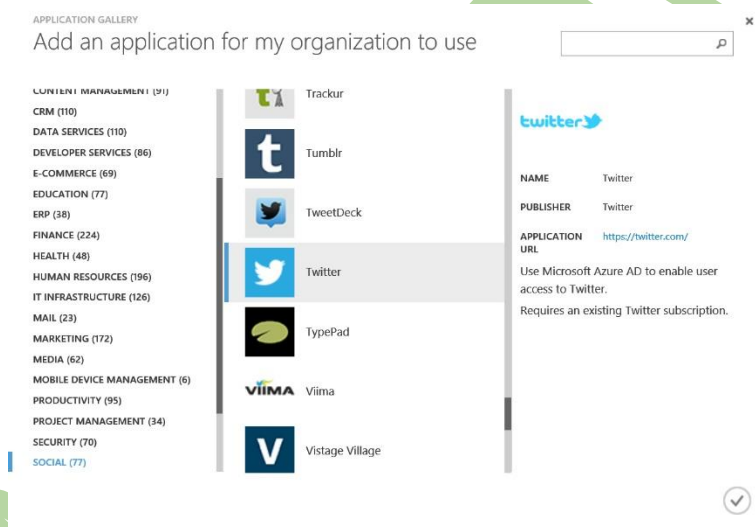 APPLICATION GALLERY
Add an application for my organization to use
CONTENT MANAGEMENT (91)
CRM (110)
DATA SERVICES (110)
DEVELOPER SERVICES (86)
E-COMMERCE (69)
EDUCATION (77)
ERP (38)
FINANCE (224)
HEALTH (48)
HUMAN RESOURCES (196)
IT INFRASTRUCTURE (126)
MAIL (23)
MARKETING (172)
MEDIA (62)
MOBILE DEVICE MANAGEMENT (6)
PRODUCTIVITY (95)
PROJECT MANAGEMENT (34)
SECURITY (70)
SOCIAL (77)
Trackur
t
Tumblr
TweetDeck
Twitter
TypePad
VIIMA
Viima
V
Vistage Village
twitter
NAME Twitter
PUBLISHER Twitter
APPLICATION URL https://twitter.com/
Use Microsoft Azure AD to enable user
access to Twitter.
Requires an existing Twitter subscription.